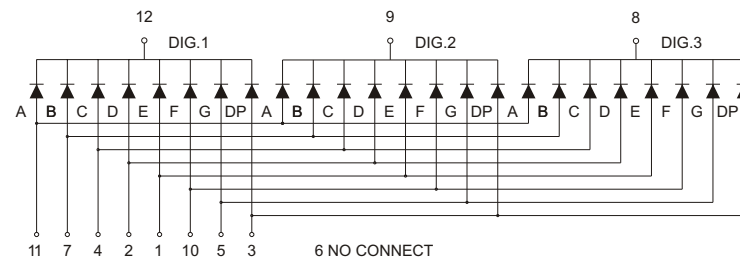 12 9 8
DIG.1 DIG.2 DIG.3
A B C D E F G DP A B C D E F G DP A B C D E F G DP
11 7 4 2 1 10 5 3 6 NO CONNECT